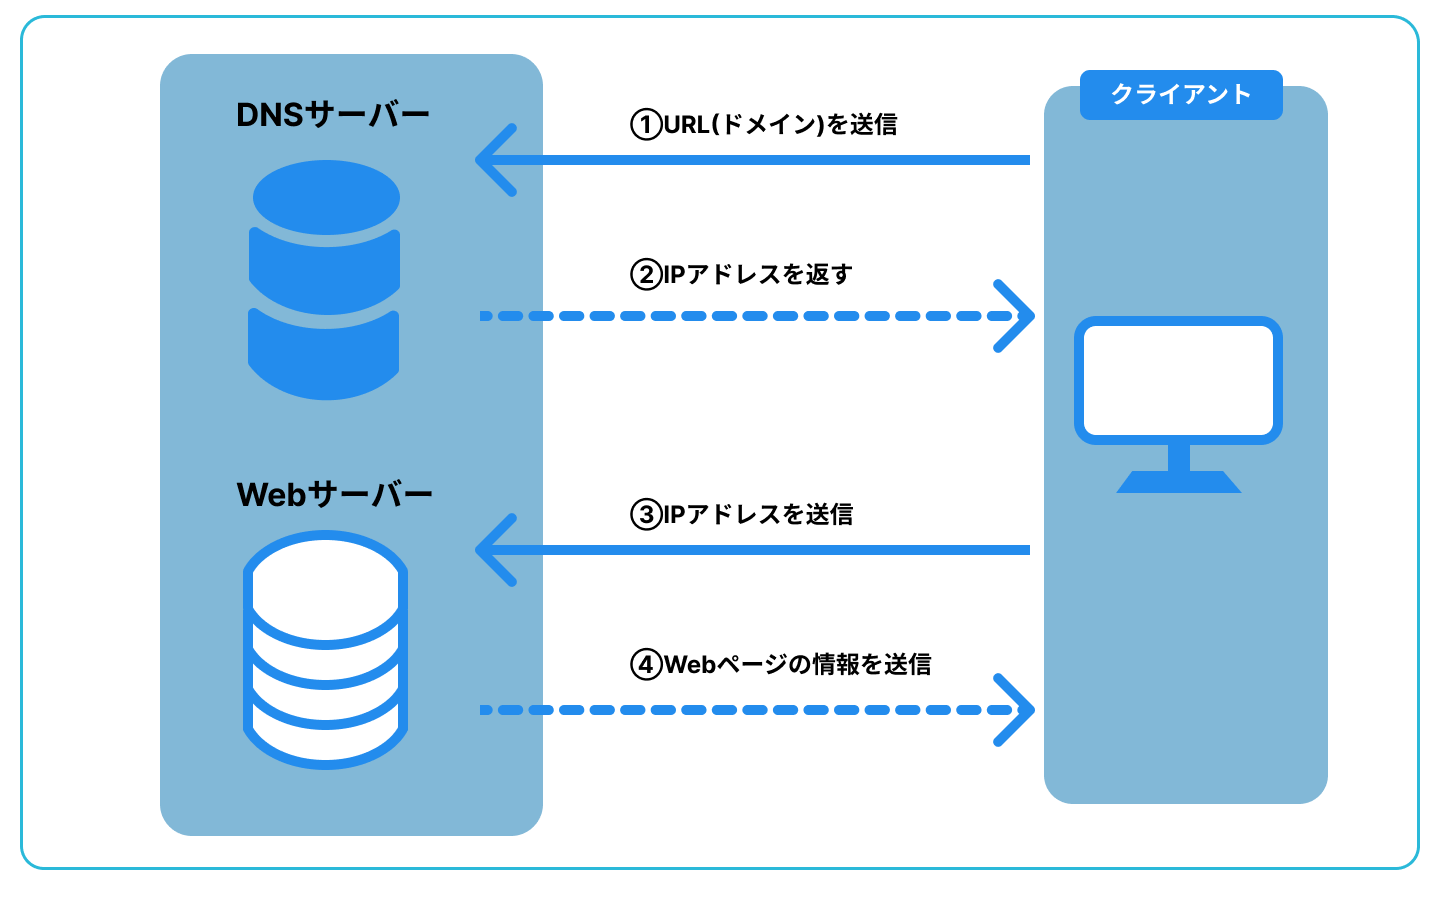 DNSサーバー
クライアント
①URL(ドメイン)を送信
②IPアドレスを返す
Webサーバー
③IPアドレスを送信
④Webページの情報を送信